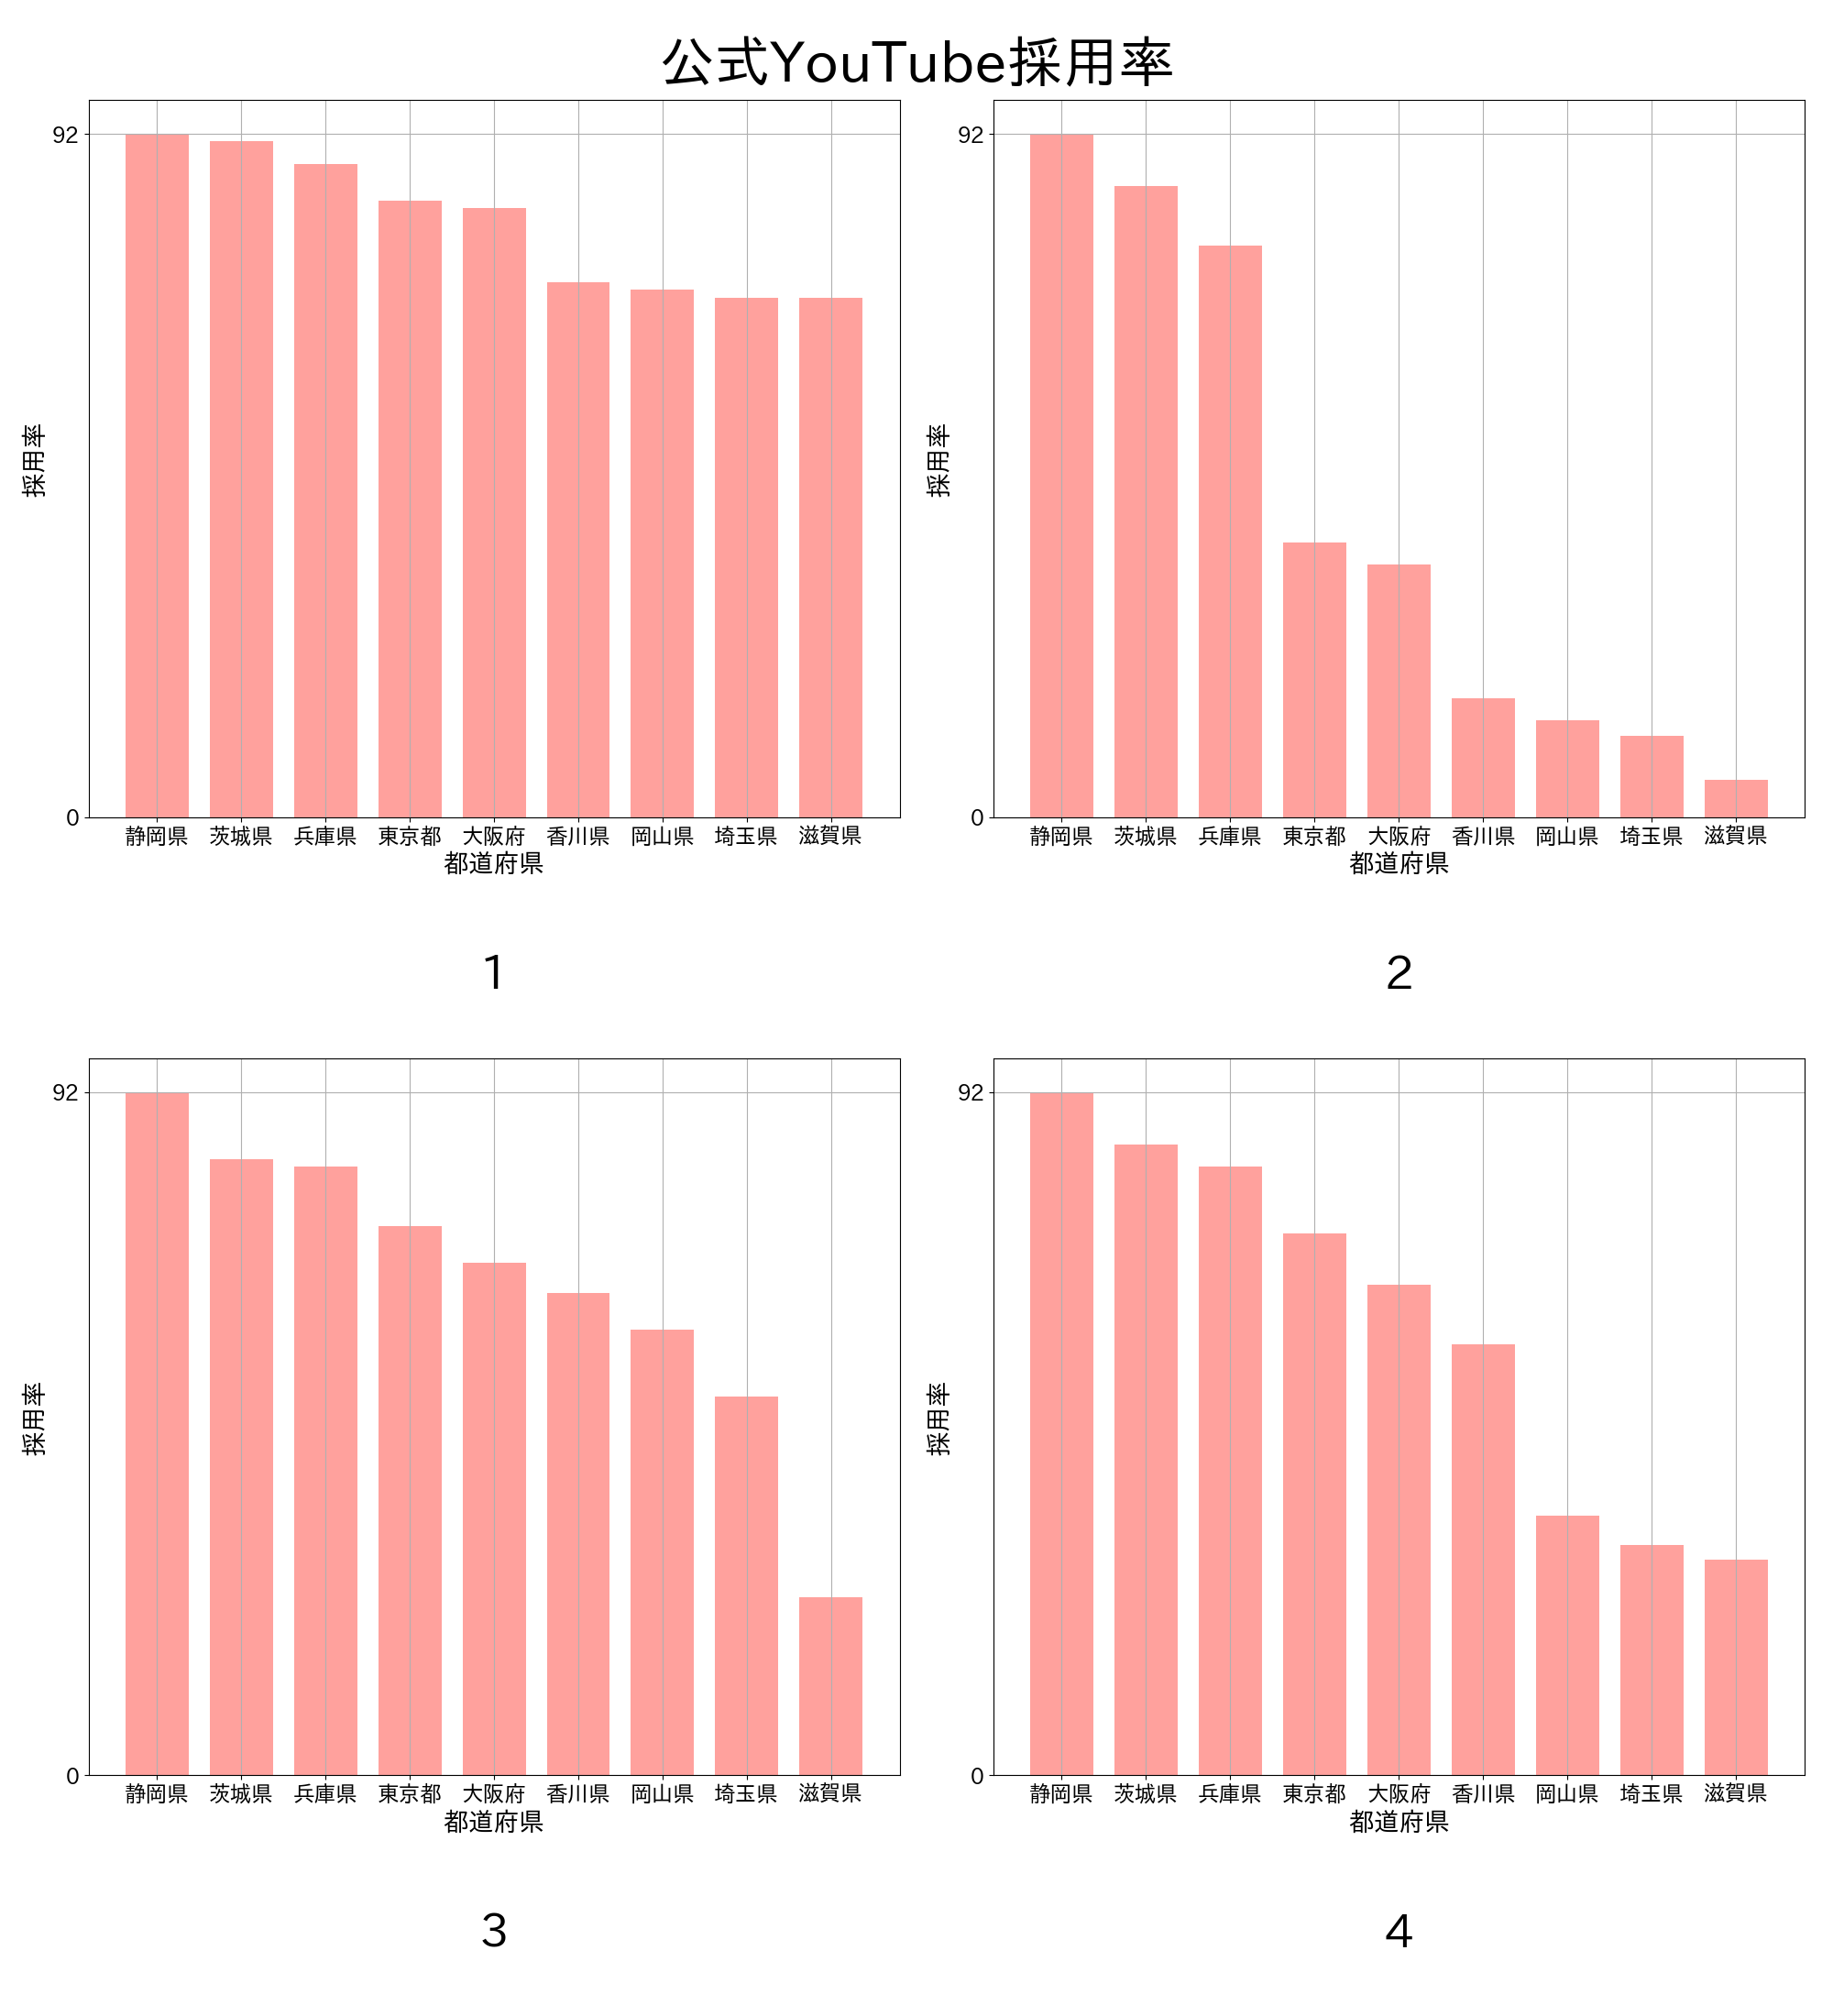 公式YouTube採用率
92
0
採用率
静岡県 茨城県 兵庫県 東京都 大阪府 香川県 岡山県 埼玉県 滋賀県
都道府県
1
92
0
採用率
静岡県 茨城県 兵庫県 東京都 大阪府 香川県 岡山県 埼玉県 滋賀県
都道府県
2
92
0
採用率
静岡県 茨城県 兵庫県 東京都 大阪府 香川県 岡山県 埼玉県 滋賀県
都道府県
3
92
0
採用率
静岡県 茨城県 兵庫県 東京都 大阪府 香川県 岡山県 埼玉県 滋賀県
都道府県
4